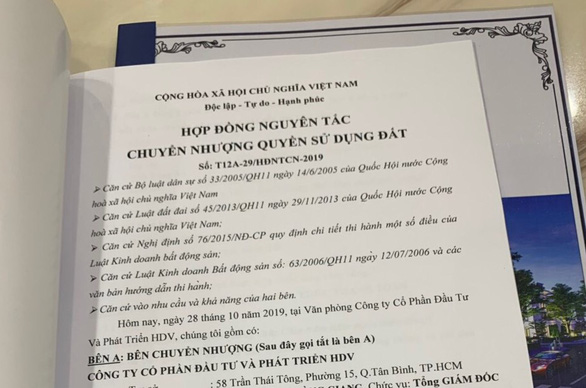 CỘNG HÒA XÃ HỘI CHỦ NGHĨA VIỆT NAM
Độc lập - Tự do - Hạnh phúc
HỢP ĐỒNG NGUYÊN TẮC
CHUYỂN NHƯỢNG QUYỀN SỬ DỤNG ĐẤT
Số: T12A-29/HĐNTCN-2019
➢ Căn cứ Bộ luật dân sự số 33/2005/QH11 ngày 14/6/2005 của Quốc Hội nước Cộng
hoà xã hội chủ nghĩa Việt Nam
➢ Căn cứ Luật đất đai số 45/2013/QH11 ngày 29/11/2013 của Quốc Hội nước Cộng
hoà xã hội chủ nghĩa Việt Nam;
➢ Căn cứ Nghị định số 76/2015/NĐ-CP quy định chi tiết thi hành một số điều của
Luật Kinh doanh bất động sản;
➢ Căn cứ Luật Kinh doanh Bất động sản số: 63/2006/QH11 ngày 12/07/2006 và các
văn bản hướng dẫn thi hành;
➢ Căn cứ vào nhu cầu và khả năng của hai bên.
Hôm nay, ngày 28 tháng 10 năm 2019, tại Văn phòng Công ty Cổ Phần Đầu Tư
Và Phát Triển HDV, chúng tôi gồm có:
BÊN A: BÊN CHUYỂN NHƯỢNG (Sau đây gọi tắt là bên A)
CÔNG TY CỔ PHẦN ĐẦU TƯ VÀ PHÁT TRIỂN HDV
: 58 Trần Thái Tông, Phường 15, Q.Tân Bình, TP.HCM
GIANG. Chức vụ: TỔNG GIÁM ĐỐC